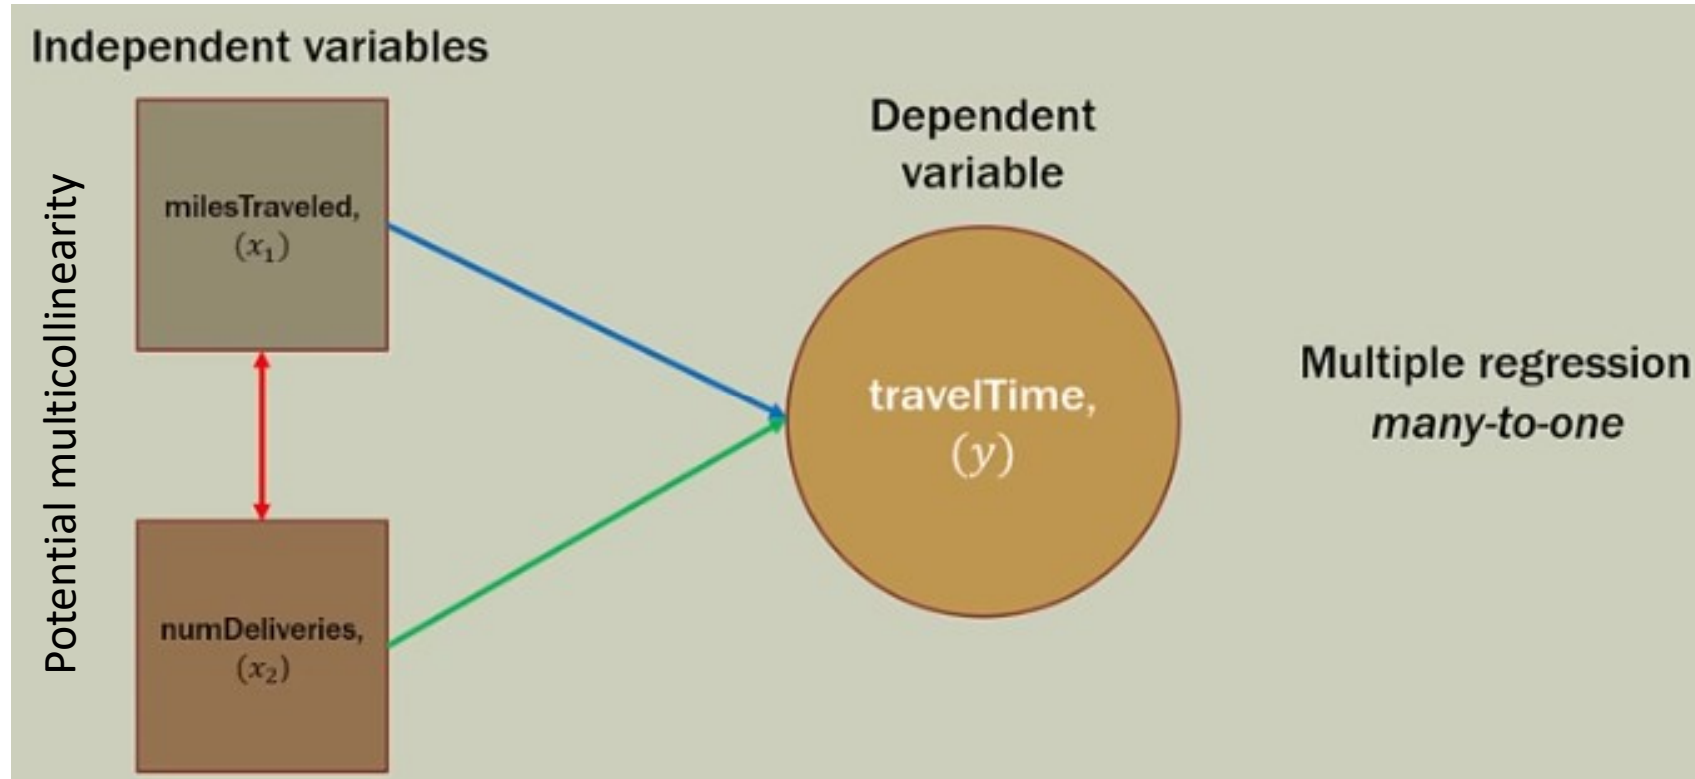 Independent variables
Potential multicollinearity
milesTraveled,
(x₁)
numDeliveries,
(x₂)
Dependent
variable
travelTime,
(y)
Multiple regression
many-to-one